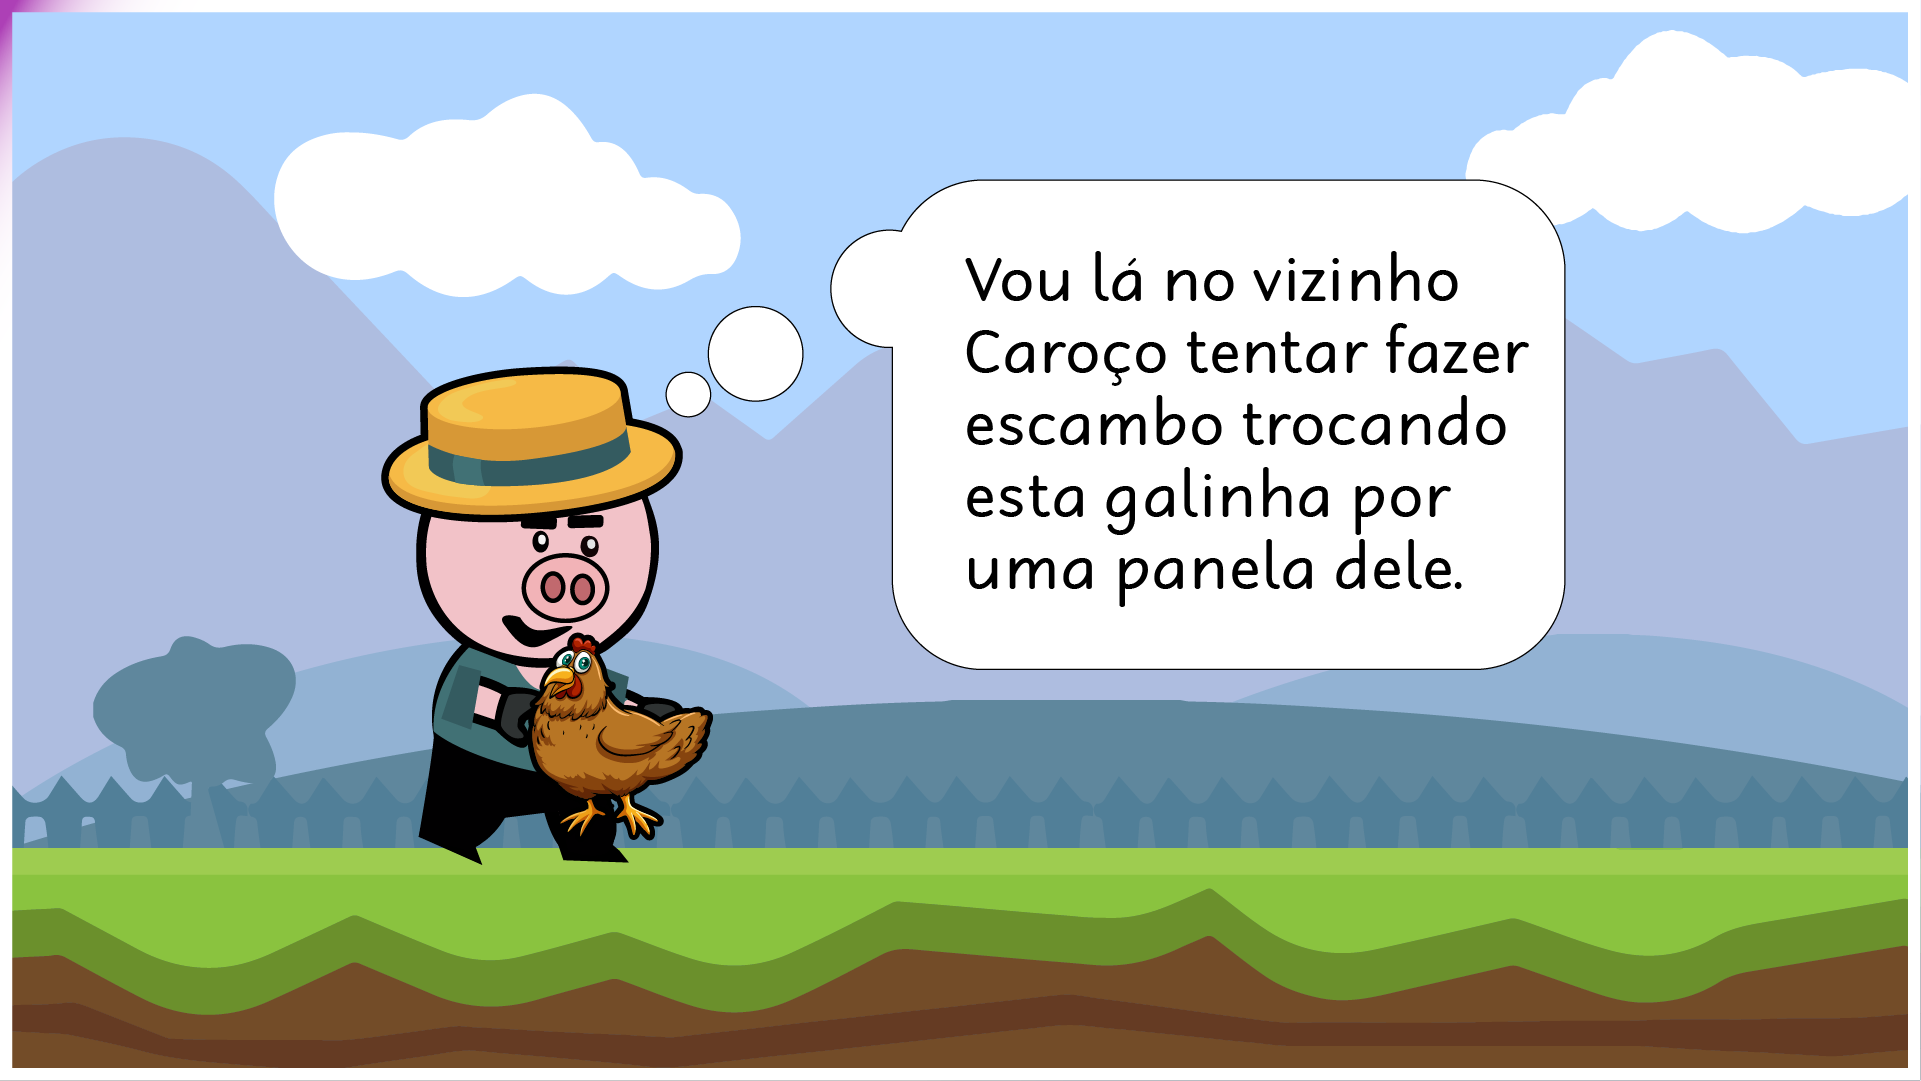 Vou lá no vizinho
Caroço tentar fazer
escambo trocando
esta galinha por
uma panela dele.